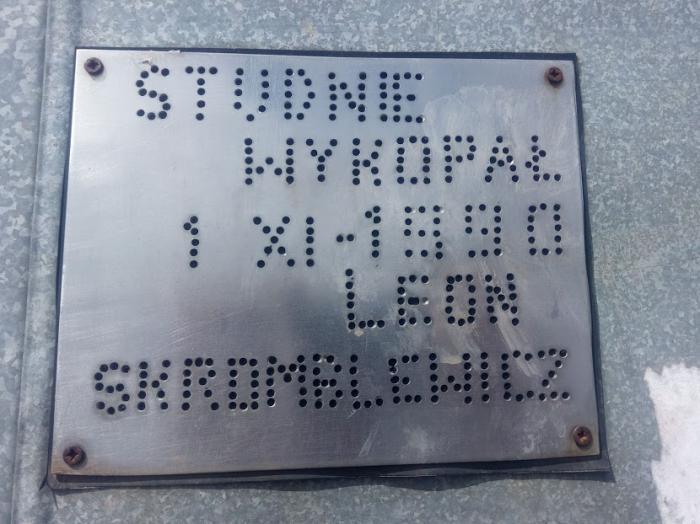 STUDNIE
WYKOPAŁ
1 XI-1990
LEON
SKROMBLEWICZ